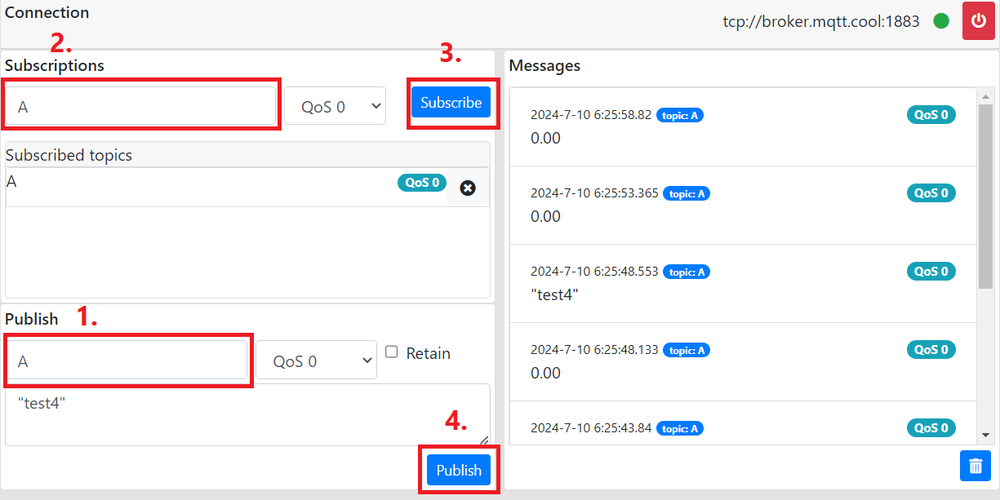 Connection
tcp://broker.mqtt.cool:1883
2.
Subscriptions
3.
A
QoS 0
Subscribe
Subscribed topics
A
QoS 0
Publish
1.
A
QoS 0
Retain
"test4"
4.
Publish
Messages
2024-7-10 6:25:58.82 topic: A QoS 0
0.00
2024-7-10 6:25:53.365 topic: A QoS 0
0.00
2024-7-10 6:25:48.553 topic: A QoS 0
"test4"
2024-7-10 6:25:48.133 topic: A QoS 0
0.00
2024-7-10 6:25:43.84 topic: A QoS 0